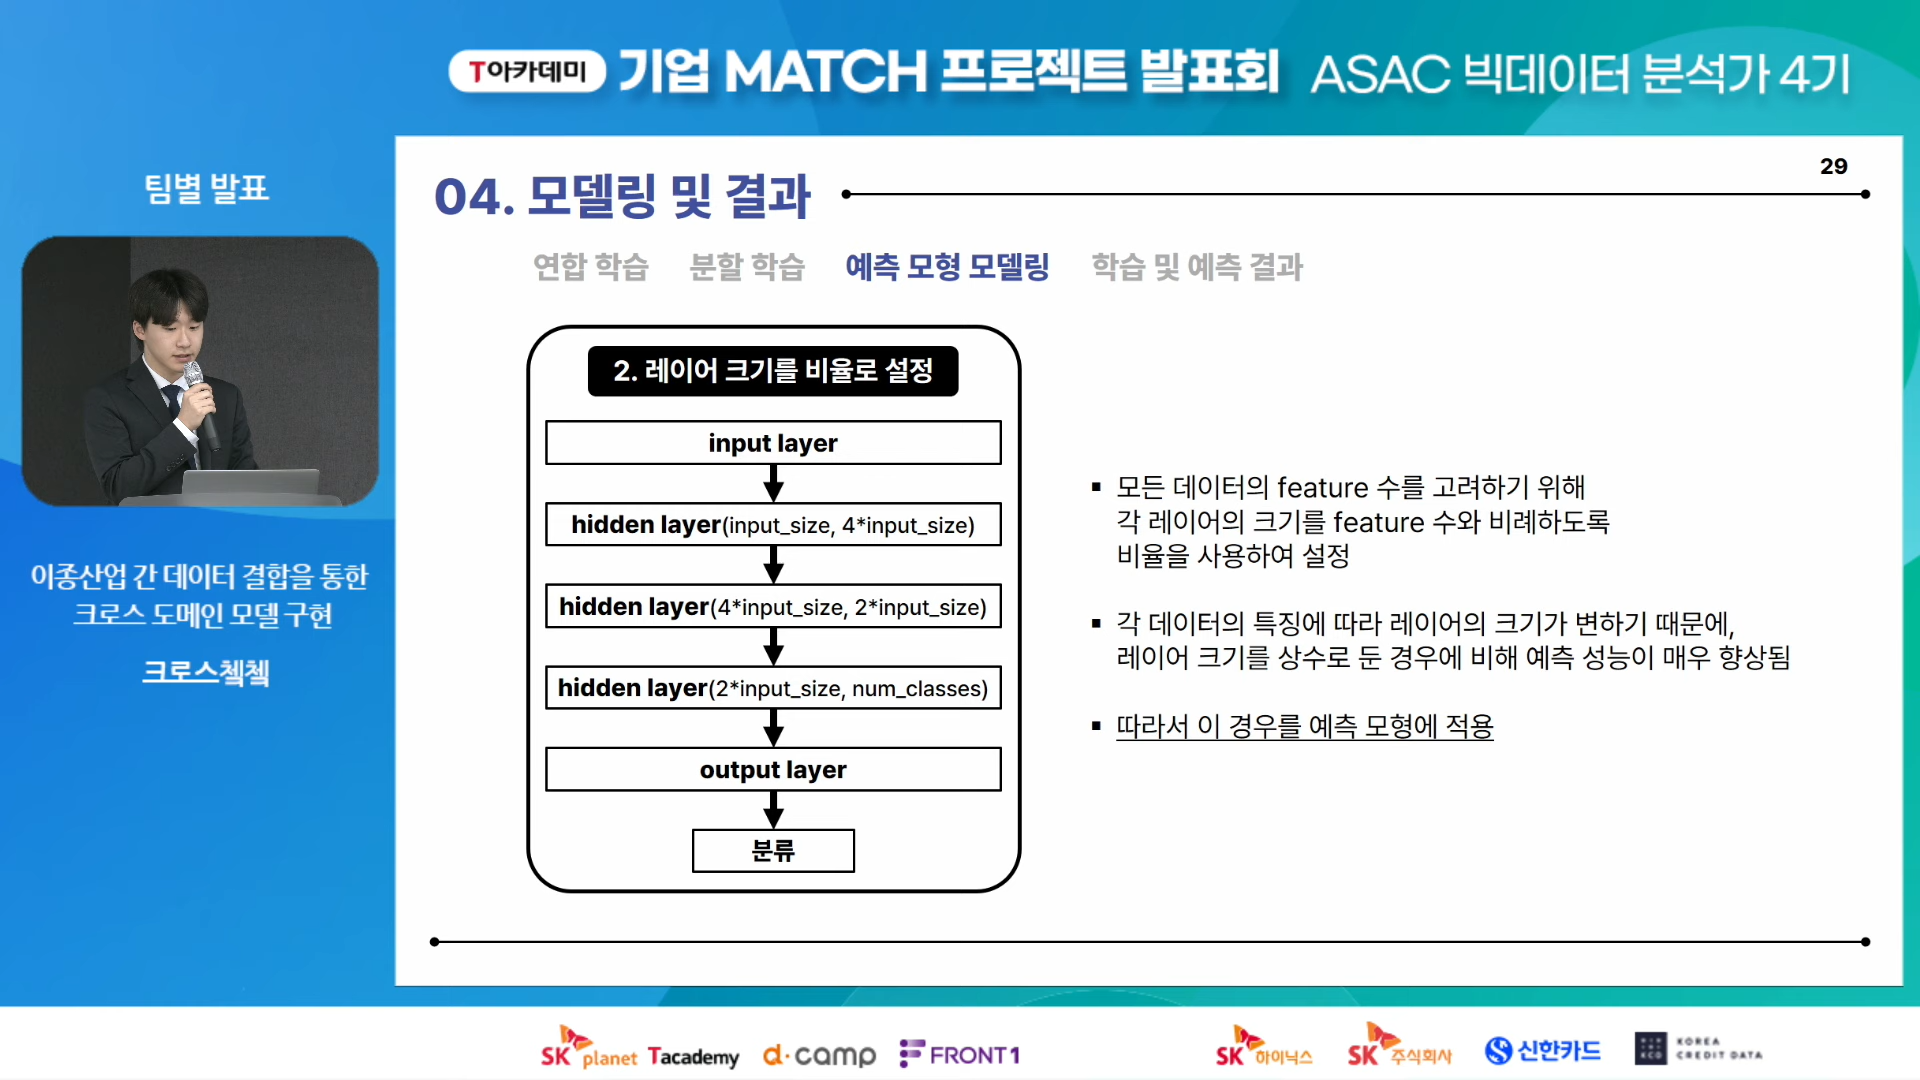 T아카데미 기업 MATCH 프로젝트 발표회 ASAC 빅데이터 분석가 4기
팀별 발표
이종산업 간 데이터 결합을 통한
크로스 도메인 모델 구현
크로스첵첵
29
04. 모델링 및 결과
연합 학습 분할 학습 예측 모형 모델링 학습 및 예측 결과
2. 레이어 크기를 비율로 설정
input layer
hidden layer(input_size, 4*input_size)
hidden layer(4*input_size, 2*input_size)
hidden layer(2*input_size, num_classes)
output layer
분류
▪ 모든 데이터의 feature 수를 고려하기 위해
각 레이어의 크기를 feature 수와 비례하도록
비율을 사용하여 설정
▪ 각 데이터의 특징에 따라 레이어의 크기가 변하기 때문에,
레이어 크기를 상수로 둔 경우에 비해 예측 성능이 매우 향상됨
▪ 따라서 이 경우를 예측 모형에 적용
SK planet Tacademy d·camp FRONT1 SK 하이닉스 SK 주식회사 신한카드 KCD KOREA
CREDIT DATA